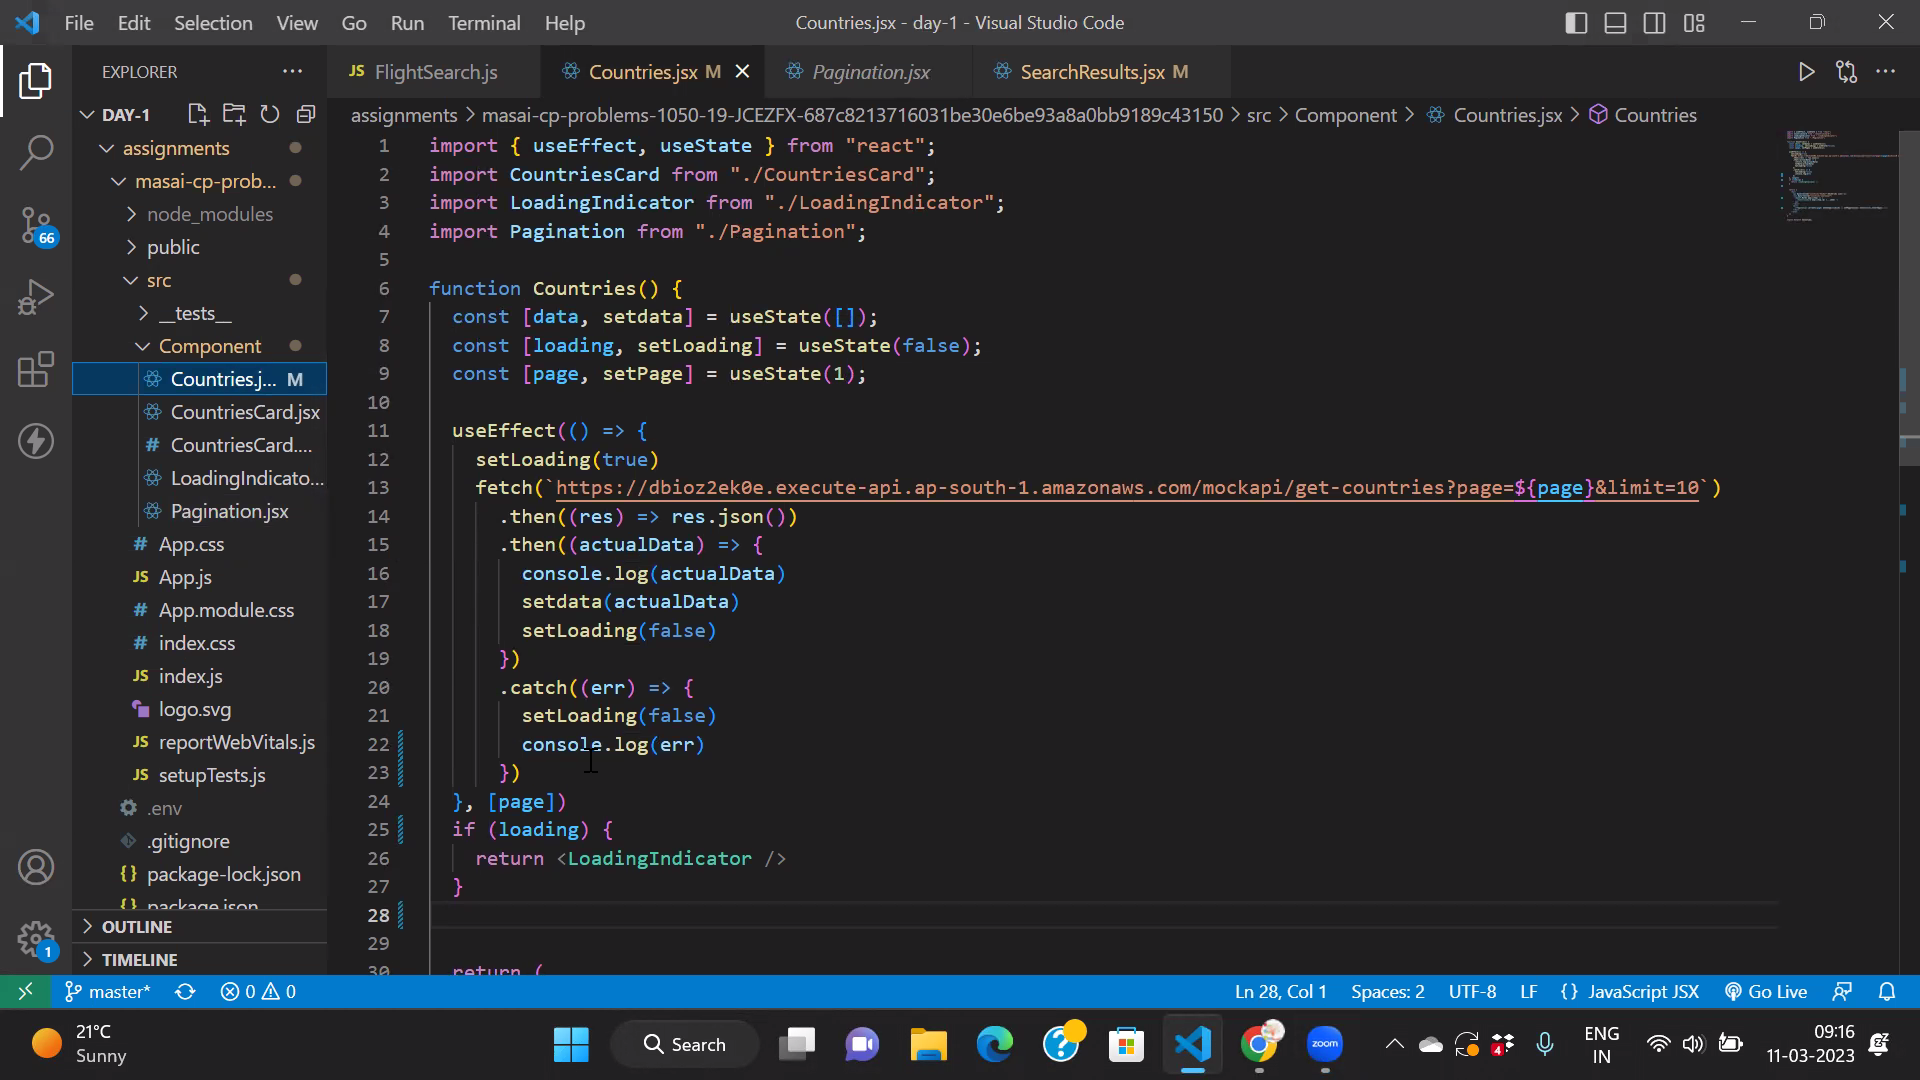 File Edit Selection View Go Run Terminal Help
Countries.jsx - day-1 - Visual Studio Code
EXPLORER
JS FlightSearch.js
Countries.jsx M
Pagination.jsx
SearchResults.jsx M
DAY-1
assignments > masai-cp-problems-1050-19-JCEZFX-687c8213716031be30e6be93a8a0bb9189c43150 > src > Component > Countries.jsx > Countries
assignments
masai-cp-prob...
node_modules
public
src
__tests__
Component
Countries.j... M
CountriesCard.jsx
# CountriesCard....
LoadingIndicato...
Pagination.jsx
# App.css
JS App.js
# App.module.css
# index.css
JS index.js
logo.svg
JS reportWebVitals.js
JS setupTests.js
.env
.gitignore
{} package-lock.json
{} package.json
OUTLINE
TIMELINE
66
1
1 import { useEffect, useState } from "react";
2 import CountriesCard from "./CountriesCard";
3 import LoadingIndicator from "./LoadingIndicator";
4 import Pagination from "./Pagination";
5
6 function Countries() {
7 const [data, setdata] = useState([]);
8 const [loading, setLoading] = useState(false);
9 const [page, setPage] = useState(1);
10
11 useEffect(() => {
12 setLoading(true)
13 fetch(`https://dbioz2ek0e.execute-api.ap-south-1.amazonaws.com/mockapi/get-countries?page=${page}&limit=10`)
14 .then((res) => res.json())
15 .then((actualData) => {
16 console.log(actualData)
17 setdata(actualData)
18 setLoading(false)
19 })
20 .catch((err) => {
21 setLoading(false)
22 console.log(err)
23 })
24 }, [page])
25 if (loading) {
26 return <LoadingIndicator />
27 }
28
29
30 return (
master* 0 0
Ln 28, Col 1 Spaces: 2 UTF-8 LF {} JavaScript JSX Go Live
21°C
Sunny
Search
zoom
4
ENG
IN
09:16
11-03-2023